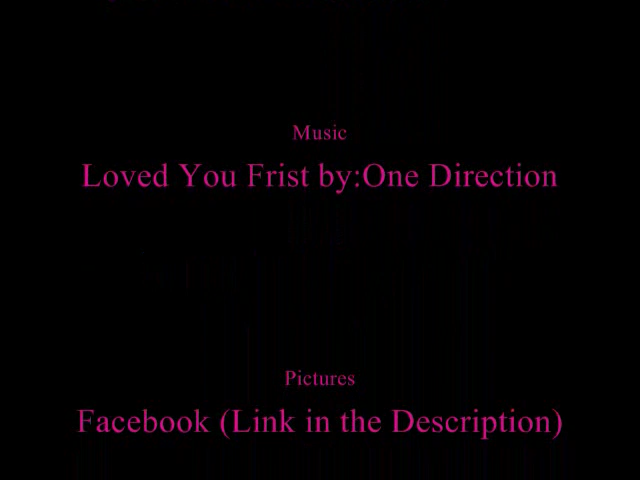 Music
Loved You Frist by:One Direction
Pictures
Facebook (Link in the Description)